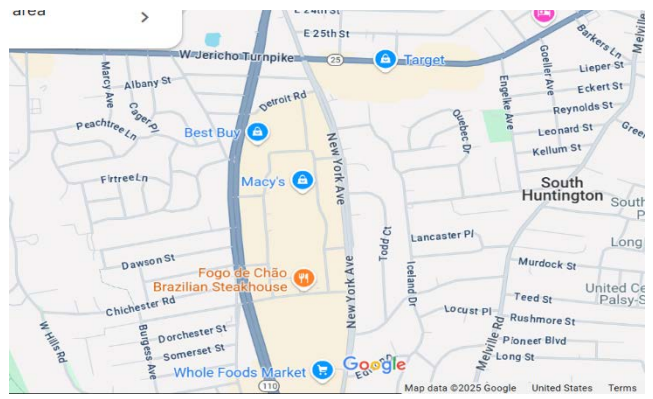 area
E 24th St
E 25th St
W Jericho Turnpike
25
Target
Barkers Ln
Goeller Ave
Melville
Marcy Ave
Albany St
Cager Pl
Detroit Rd
Engelke Ave
Lieper St
Eckert St
Reynolds St
Peachtree Ln
Best Buy
New York Ave
Quebec Dr
Leonard St
Gree
Kellum St
Firtree Ln
Macy's
South
Huntington
South
P
Todd Ct
Lancaster Pl
Long
Dawson St
New York Ave
Iceland Dr
Murdock St
Fogo de Chão
Brazilian Steakhouse
United Ce
Palsy-S
Chichester Rd
Teed St
Locust Pl
Rushmore St
W Hills Rd
Burgess Ave
Dorchester St
Somerset St
Melville Rd
Pioneer Blvd
Long St
Whole Foods Market
Google
110
Map data ©2025 Google United States Terms